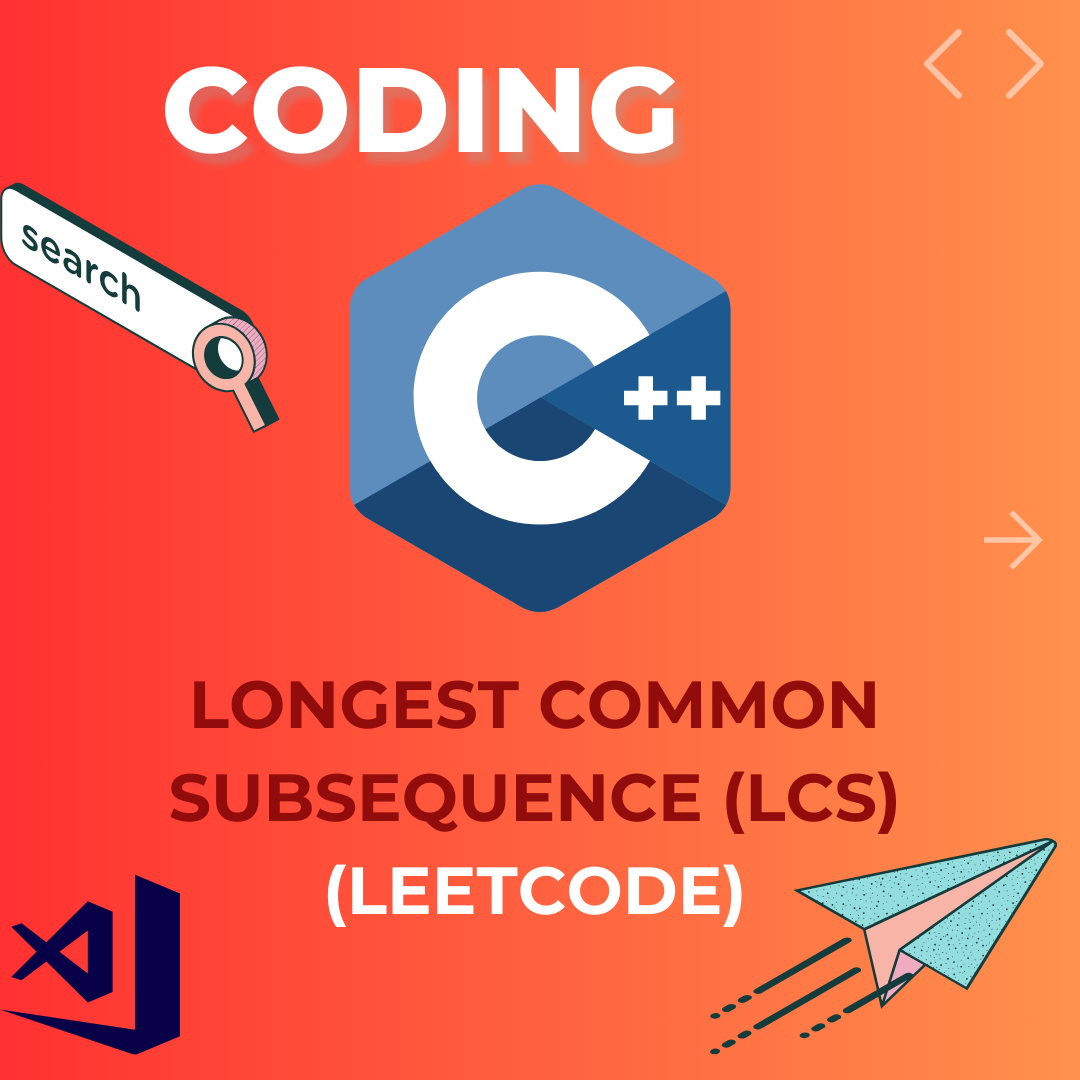 CODING
search
C++
LONGEST COMMON
SUBSEQUENCE (LCS)
(LEETCODE)